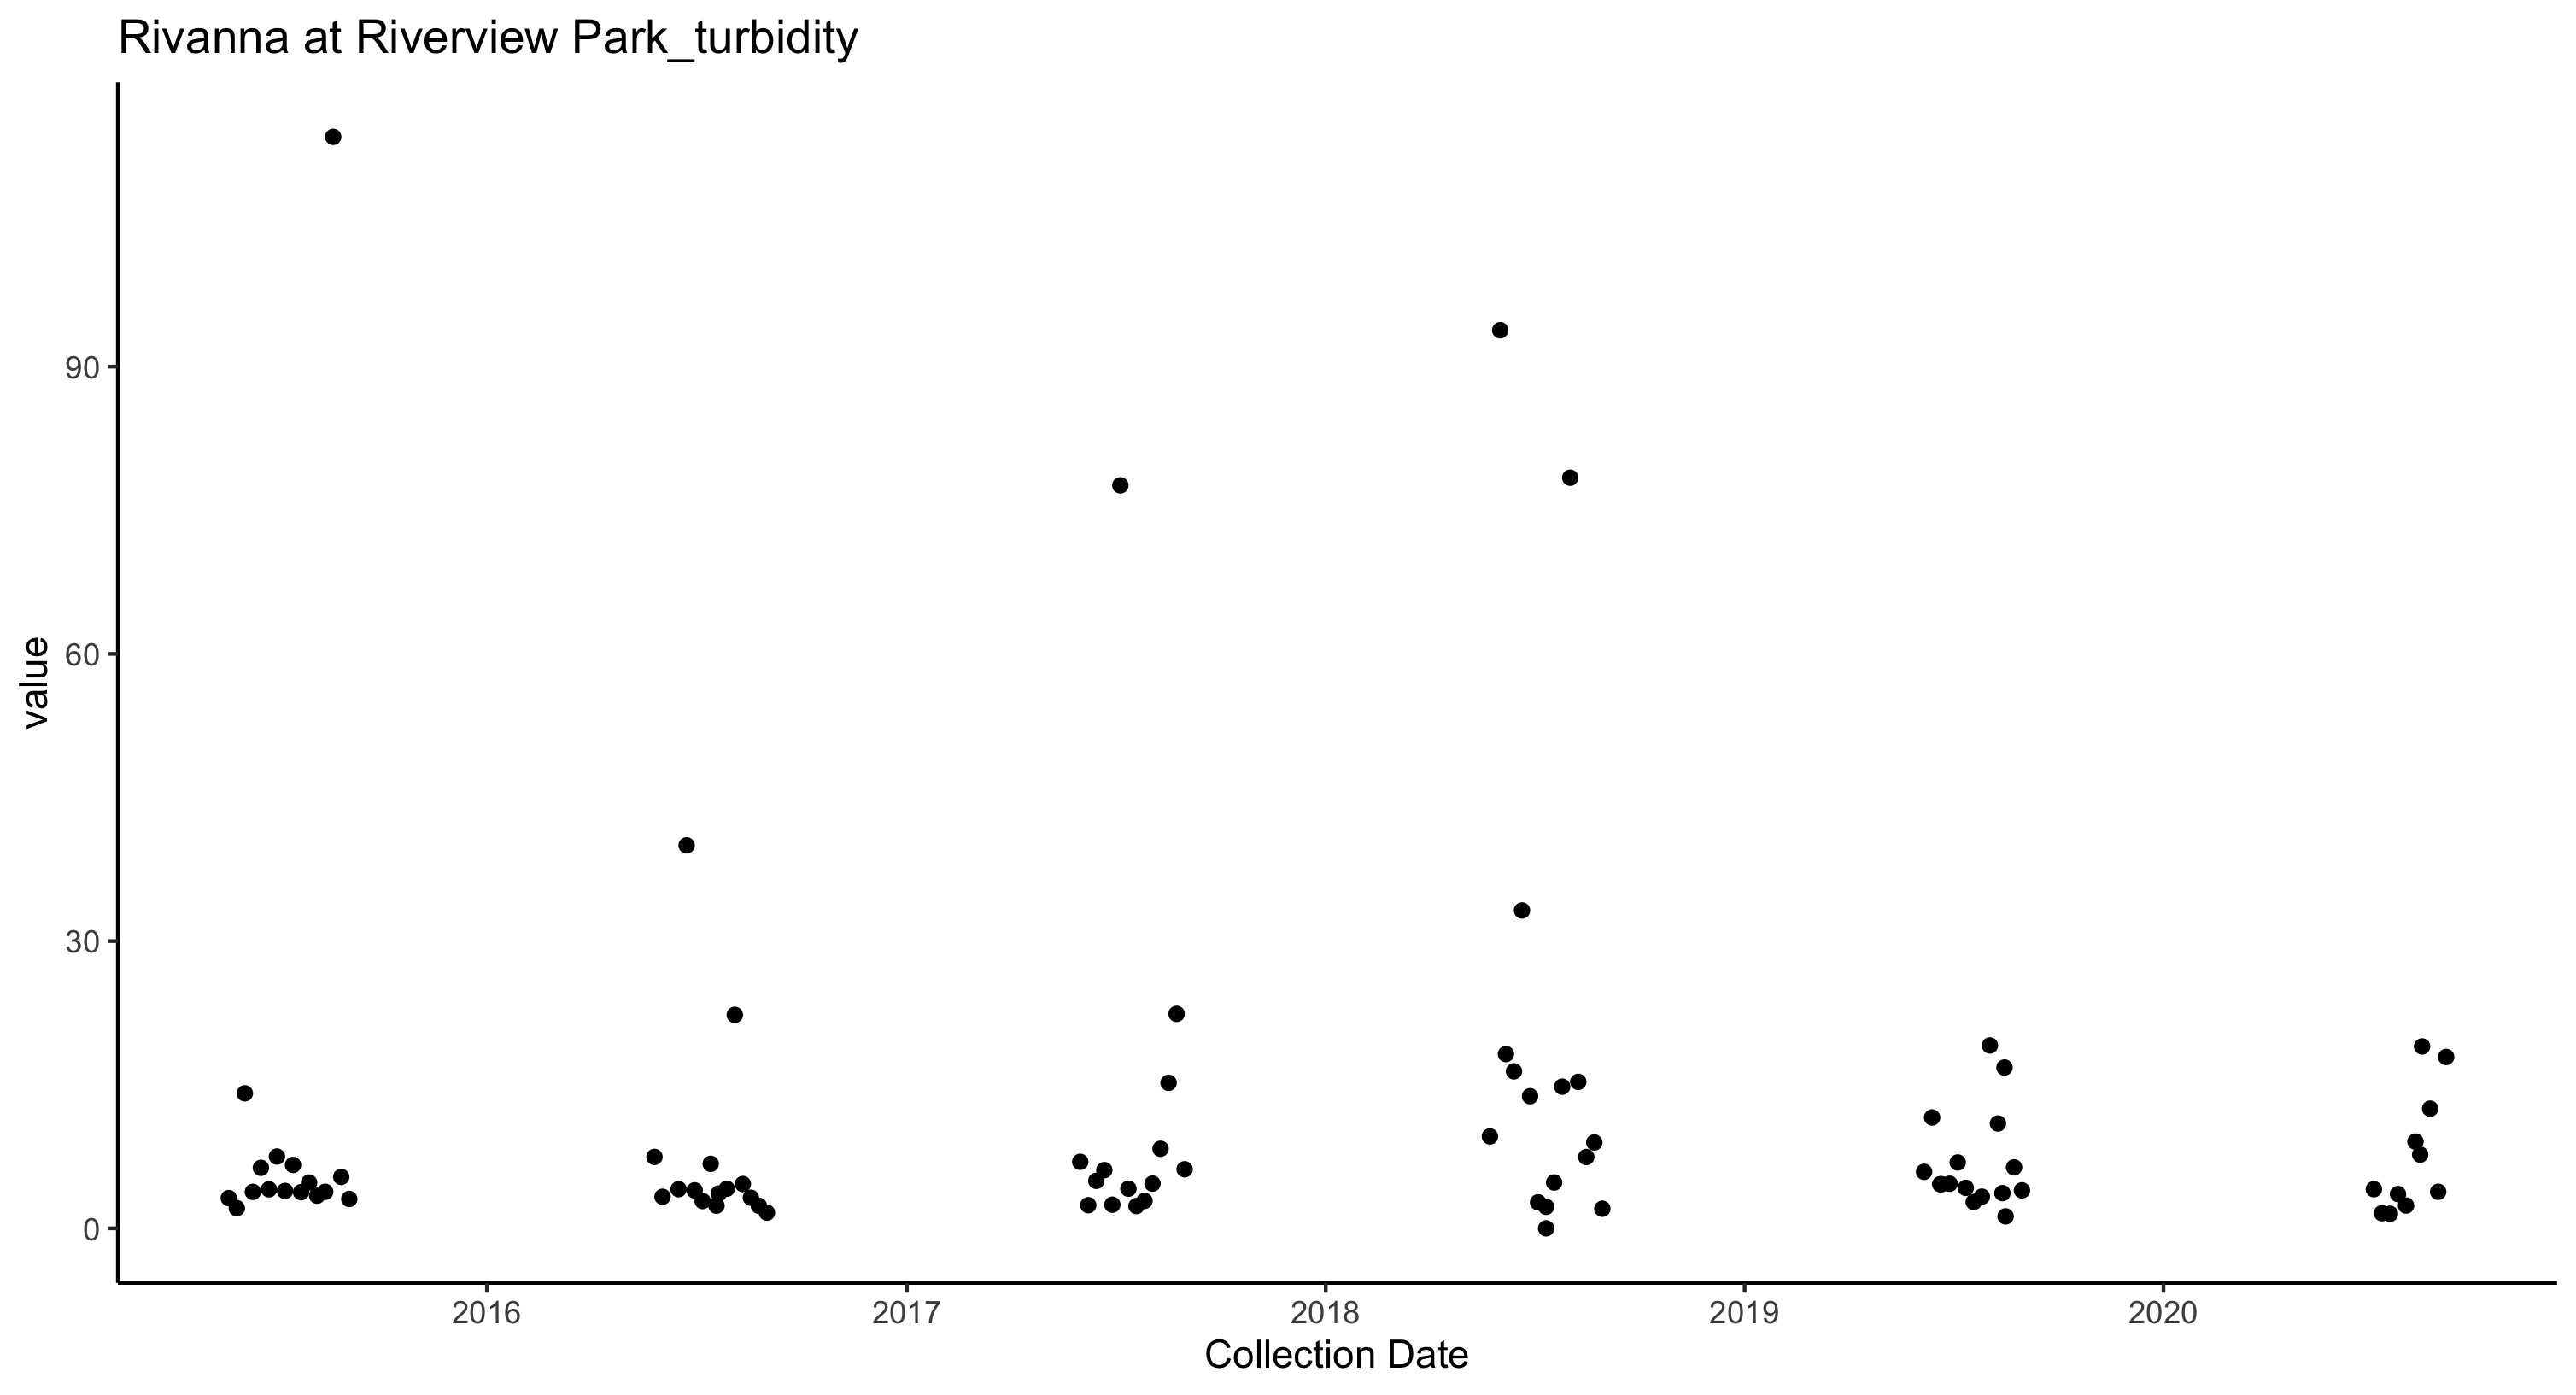 Rivanna at Riverview Park_turbidity
90
60
30
0
value
2016 2017 2018 2019 2020
Collection Date